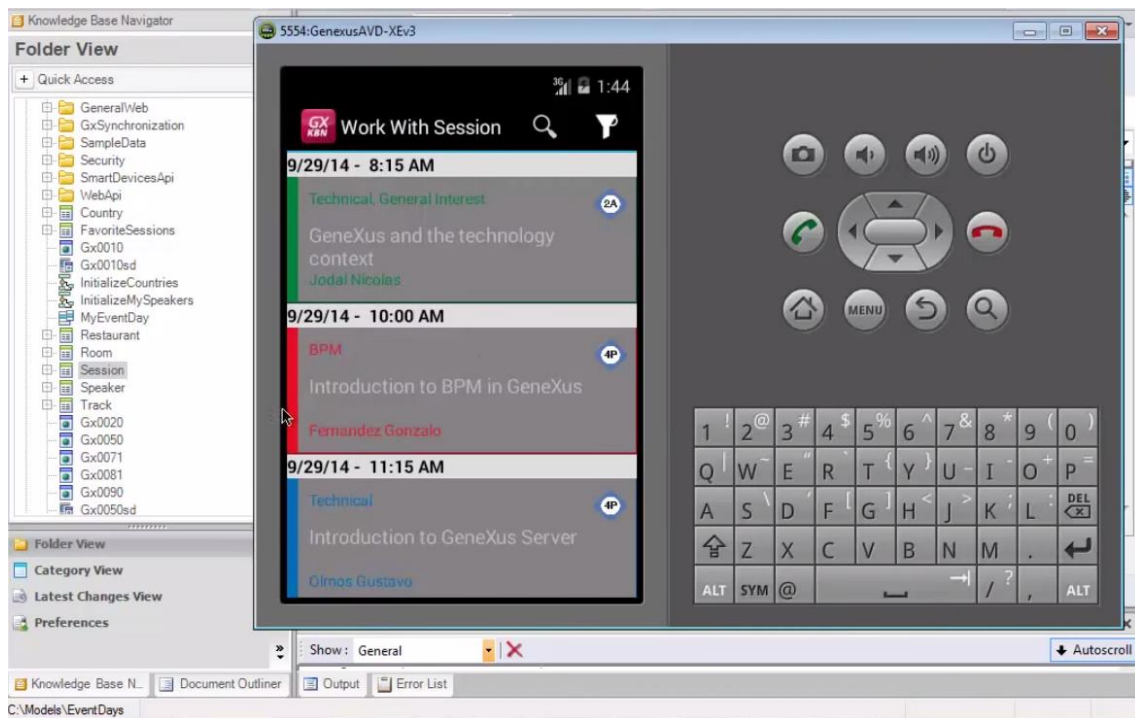 Knowledge Base Navigator
Folder View
Quick Access
GeneralWeb
GxSynchronization
SampleData
Security
SmartDevicesApi
WebApi
Country
FavoriteSessions
Gx0010
Gx0010sd
InitializeCountries
InitializeMySpeakers
MyEventDay
Restaurant
Room
Session
Speaker
Track
Gx0020
Gx0050
Gx0071
Gx0081
Gx0090
Gx0050sd
Folder View
Category View
Latest Changes View
Preferences
Knowledge Base N...
Document Outliner
C:\Models\EventDays
5554:GenexusAVD-XEv3
3G 1:44
GX KBN Work With Session
9/29/14 - 8:15 AM
Technical, General Interest
2A
GeneXus and the technology
context
Jodal Nicolas
9/29/14 - 10:00 AM
BPM
4P
Introduction to BPM in GeneXus
Fernandez Gonzalo
9/29/14 - 11:15 AM
Technical
4P
Introduction to GeneXus Server
Olmos Gustavo
MENU
1 ! 2 @ 3 # 4 $ 5 % 6 ^ 7 & 8 * 9 ( 0 )
Q | W ~ E " R ` T { Y } U - I - O + P =
A S \ D ' F [ G ] H < J > K ; L : DEL
Z X C V B N M .
ALT SYM @ / ? , ALT
Show: General
Autoscroll
Output
Error List